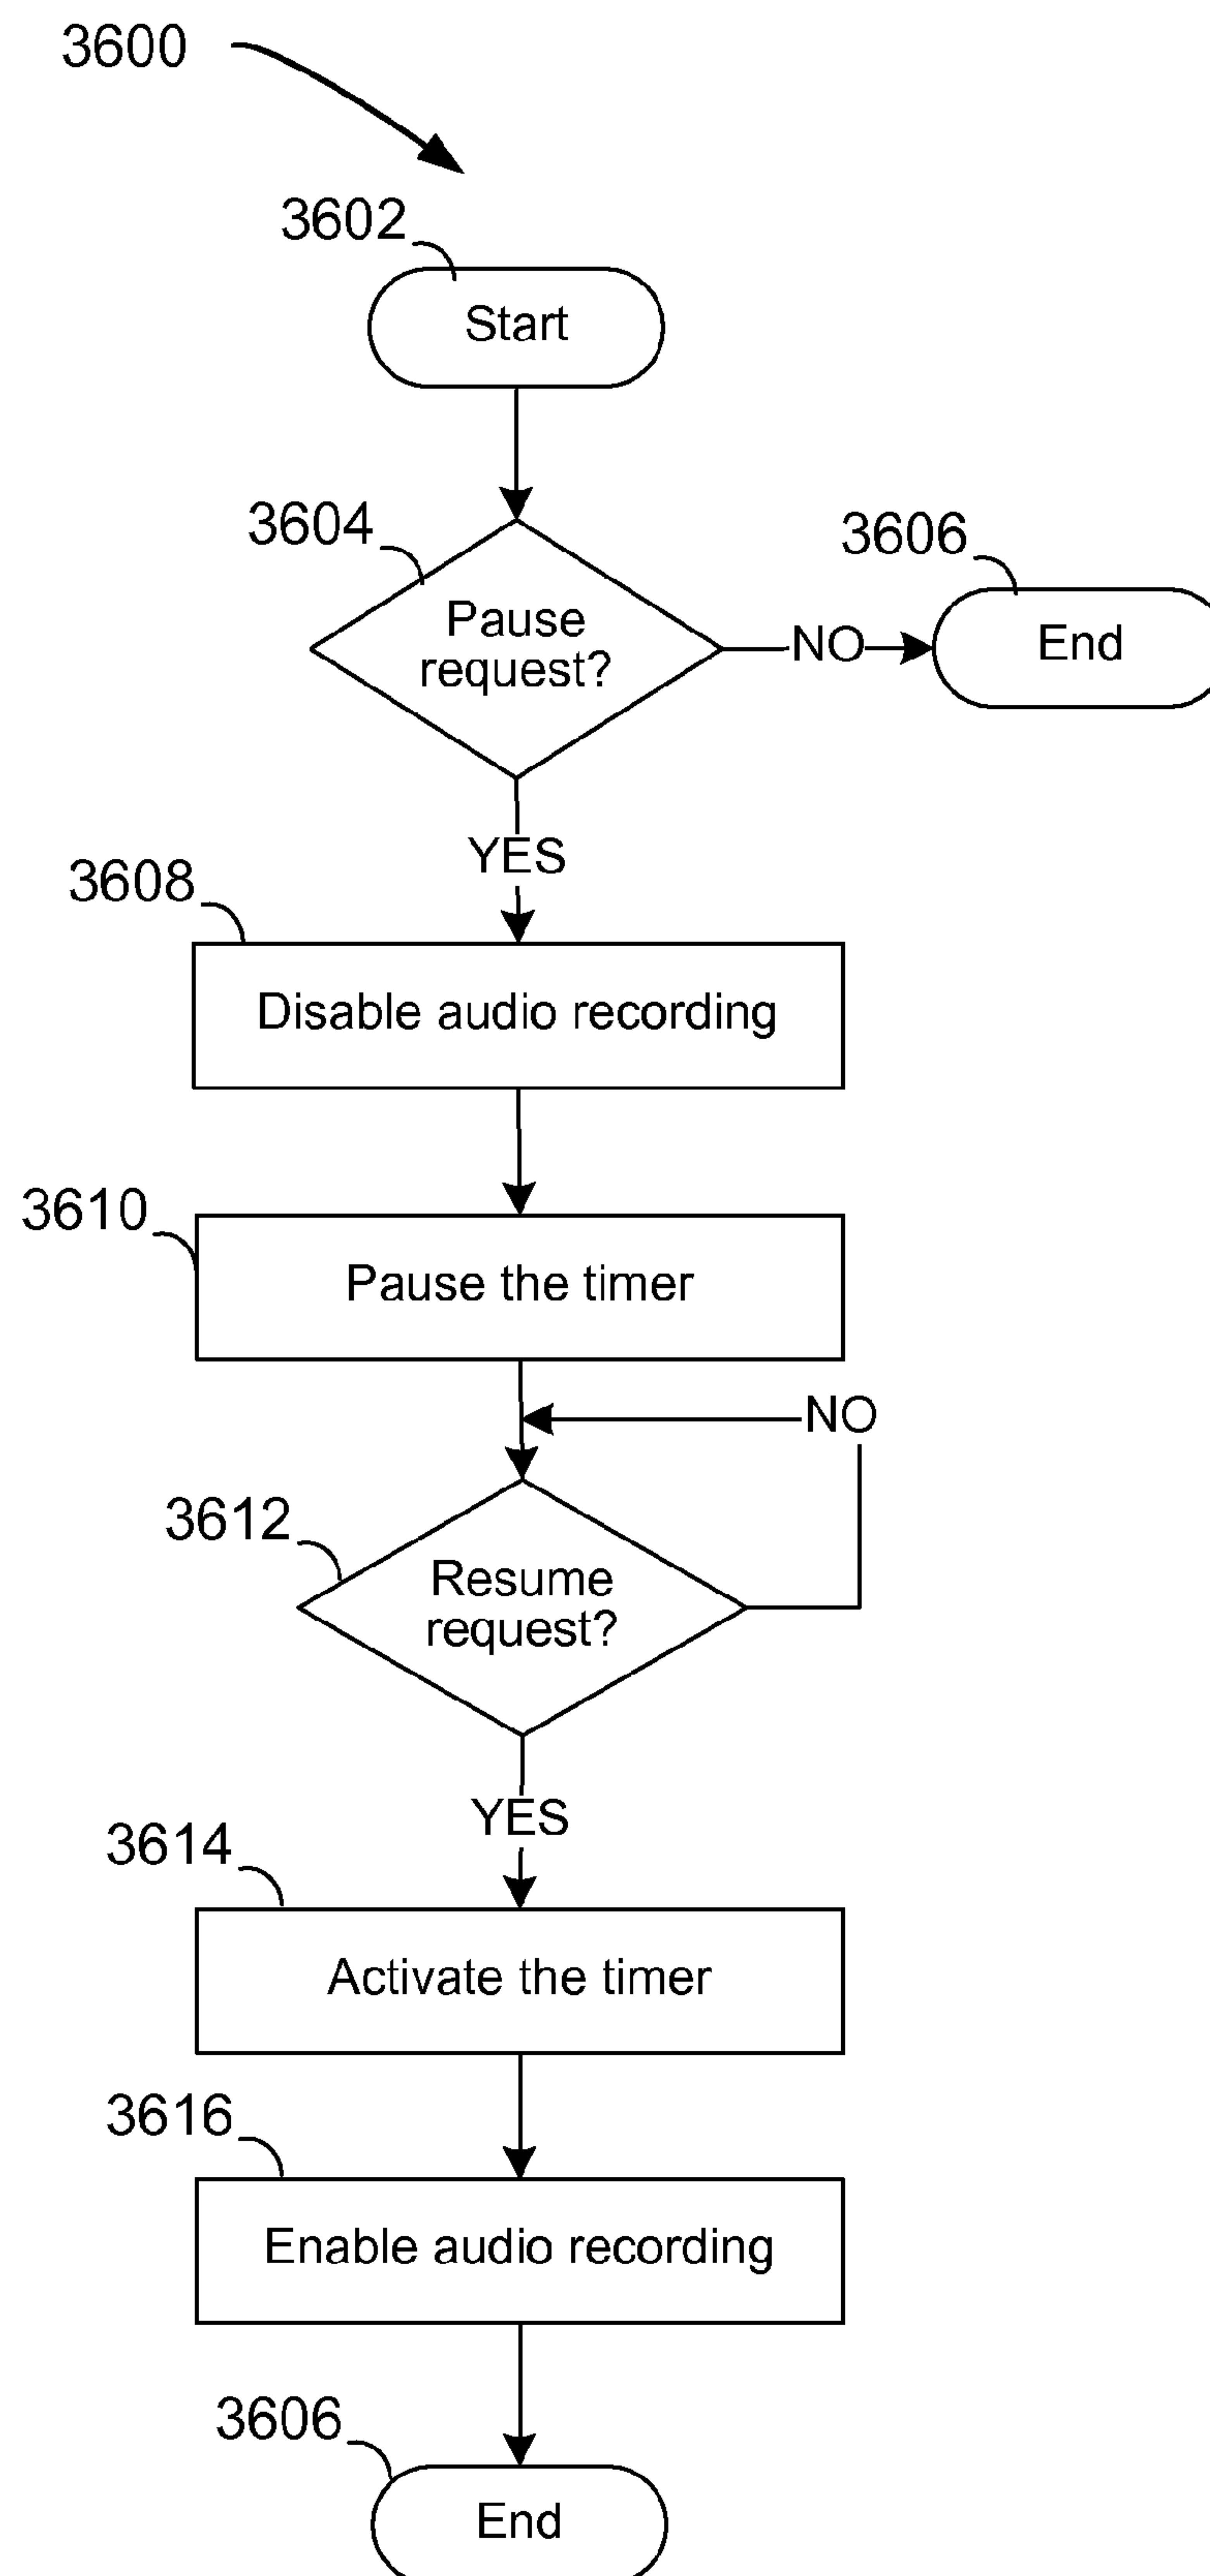 3600
3602
Start
3604
3606
Pause
request?
NO
End
YES
3608
Disable audio recording
3610
Pause the timer
NO
3612
Resume
request?
YES
3614
Activate the timer
3616
Enable audio recording
3606
End